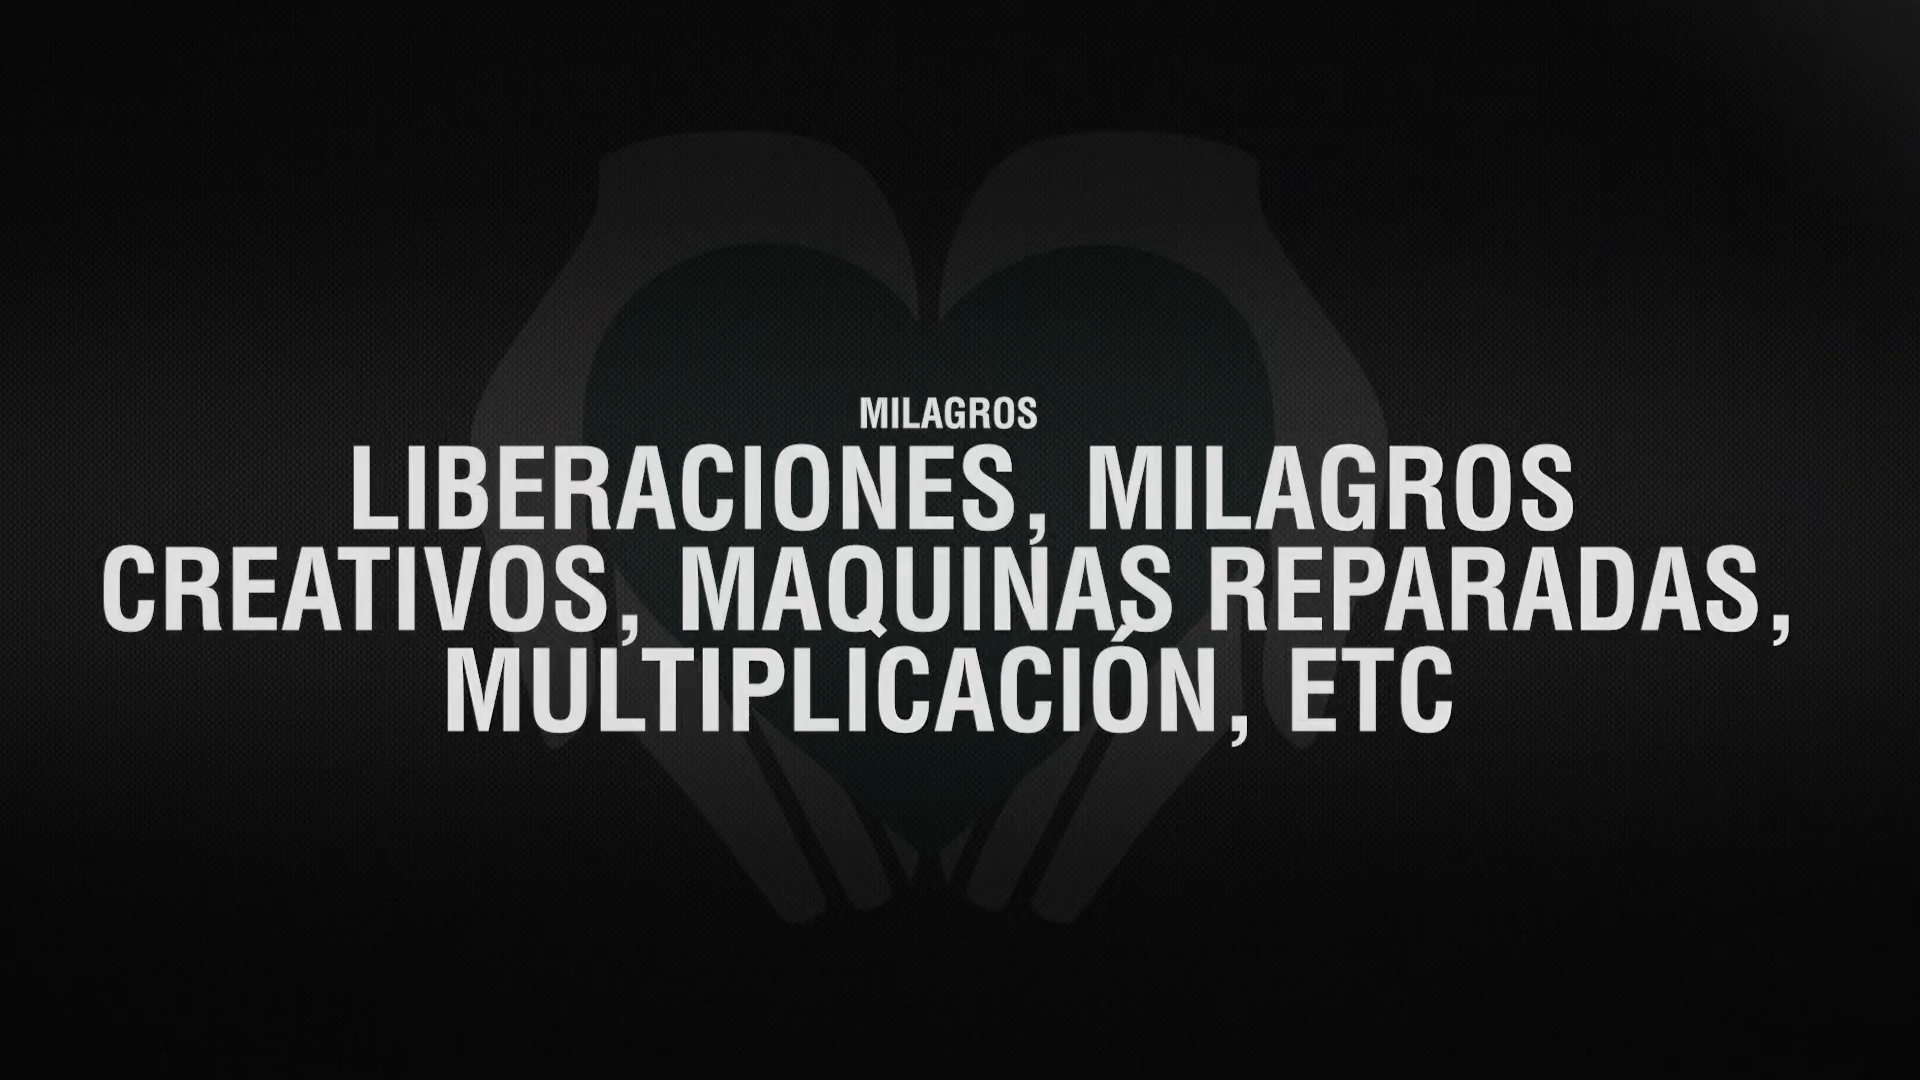 MILAGROS
LIBERACIONES, MILAGROS
CREATIVOS, MAQUINAS REPARADAS,
MULTIPLICACIÓN, ETC